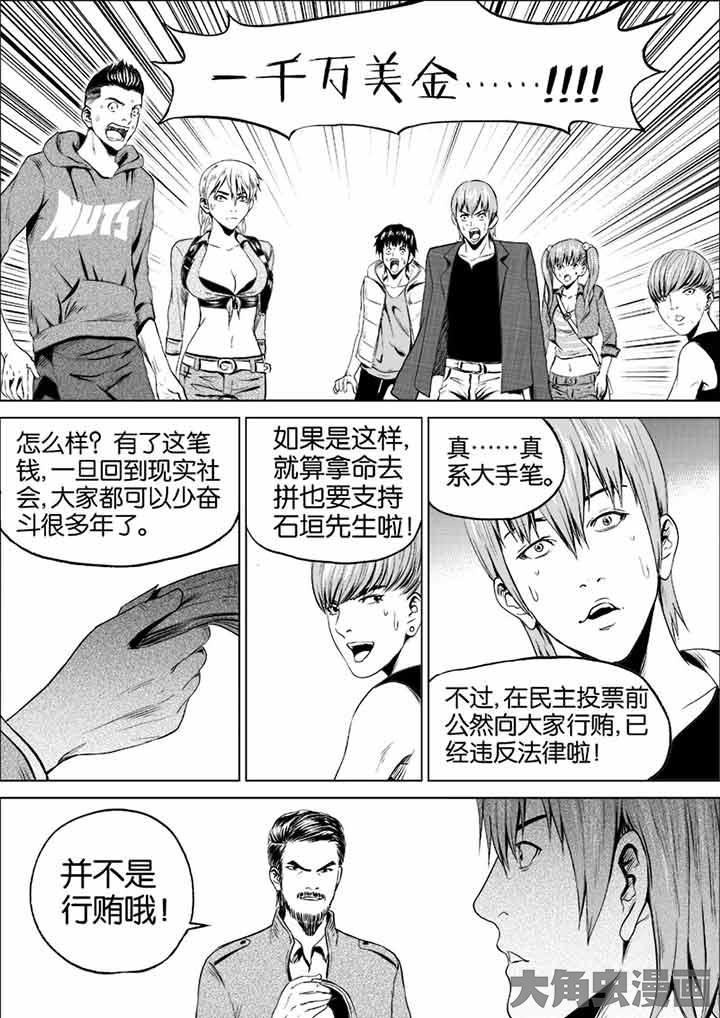 一千万美金……!!!!
NUTS
怎么样？有了这笔
钱,一旦回到现实社
会,大家都可以少奋
斗很多年了。
如果是这样,
就算拿命去
拼也要支持
石垣先生啦!
真……真
系大手笔。
不过,在民主投票前
公然向大家行贿,已
经违反法律啦!
并不是
行贿哦!
大角虫漫画